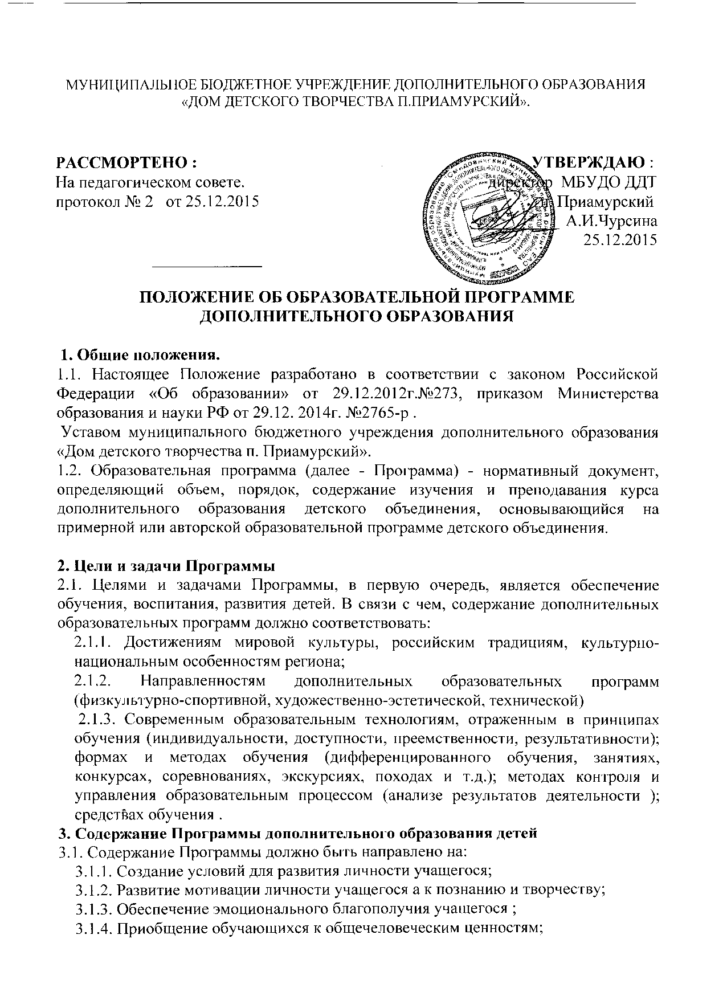 МУНИЦИПАЛЬНОЕ БЮДЖЕТНОЕ УЧРЕЖДЕНИЕ ДОПОЛНИТЕЛЬНОГО ОБРАЗОВАНИЯ
«ДОМ ДЕТСКОГО ТВОРЧЕСТВА П.ПРИАМУРСКИЙ».
РАССМОРТЕНО :
На педагогическом совете.
протокол № 2 от 25.12.2015
УТВЕРЖДАЮ :
директор МБУДО ДДТ
п. Приамурский
А.И.Чурсина
25.12.2015
ПОЛОЖЕНИЕ ОБ ОБРАЗОВАТЕЛЬНОЙ ПРОГРАММЕ
ДОПОЛНИТЕЛЬНОГО ОБРАЗОВАНИЯ
1. Общие положения.
1.1. Настоящее Положение разработано в соответствии с законом Российской
Федерации «Об образовании» от 29.12.2012г.№273, приказом Министерства
образования и науки РФ от 29.12. 2014г. №2765-р .
Уставом муниципального бюджетного учреждения дополнительного образования
«Дом детского творчества п. Приамурский».
1.2. Образовательная программа (далее - Программа) - нормативный документ,
определяющий объем, порядок, содержание изучения и преподавания курса
дополнительного образования детского объединения, основывающийся на
примерной или авторской образовательной программе детского объединения.
2. Цели и задачи Программы
2.1. Целями и задачами Программы, в первую очередь, является обеспечение
обучения, воспитания, развития детей. В связи с чем, содержание дополнительных
образовательных программ должно соответствовать:
2.1.1. Достижениям мировой культуры, российским традициям, культурно-
национальным особенностям региона;
2.1.2. Направленностям дополнительных образовательных программ
(физкультурно-спортивной, художественно-эстетической, технической)
2.1.3. Современным образовательным технологиям, отраженным в принципах
обучения (индивидуальности, доступности, преемственности, результативности);
формах и методах обучения (дифференцированного обучения, занятиях,
конкурсах, соревнованиях, экскурсиях, походах и т.д.); методах контроля и
управления образовательным процессом (анализе результатов деятельности );
средствах обучения .
3. Содержание Программы дополнительного образования детей
3.1. Содержание Программы должно быть направлено на:
3.1.1. Создание условий для развития личности учащегося;
3.1.2. Развитие мотивации личности учащегося а к познанию и творчеству;
3.1.3. Обеспечение эмоционального благополучия учащегося ;
3.1.4. Приобщение обучающихся к общечеловеческим ценностям;